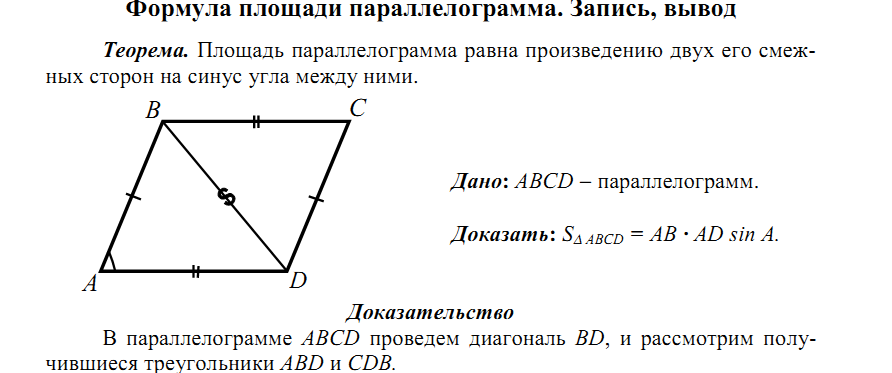 Формула площади параллелограмма. Запись, вывод
Теорема. Площадь параллелограмма равна произведению двух его смеж-
ных сторон на синус угла между ними.
B
C
A
D
Дано: ABCD – параллелограмм.
Доказать: S∆ ABCD = AB · AD sin A.
Доказательство
В параллелограмме ABCD проведем диагональ BD, и рассмотрим полу-
чившиеся треугольники ABD и CDB.